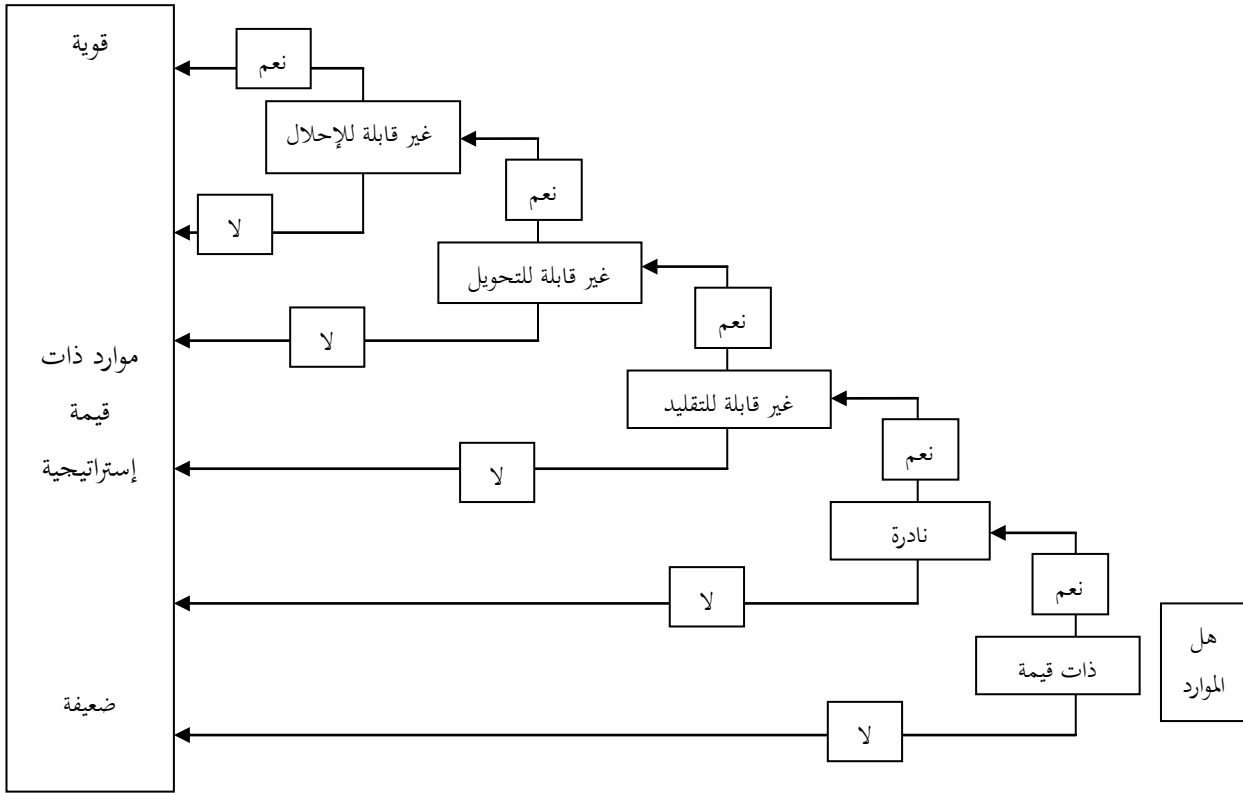 قوية
نعم
غير قابلة للإحلال
نعم
لا
غير قابلة للتحويل
نعم
لا
موارد ذات
قيمة
إستراتيجية
غير قابلة للتقليد
نعم
لا
نادرة
نعم
لا
هل
الموارد
ذات قيمة
ضعيفة
لا